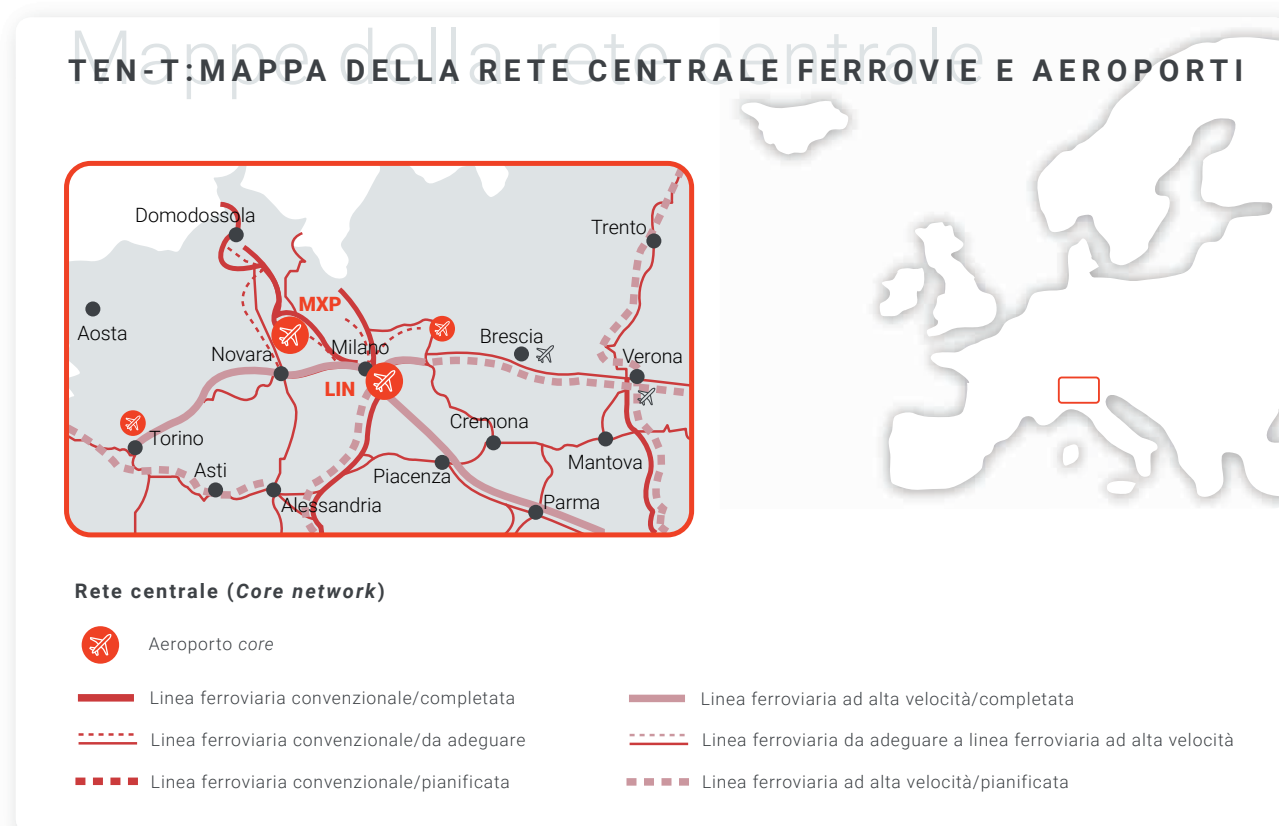 Mappe della rete centrale
TEN-T:MAPPA DELLA RETE CENTRALE FERROVIE E AEROPORTI
Domodossola
Trento
MXP
Aosta
Brescia
Novara
Milano
Verona
LIN
Cremona
Torino
Mantova
Asti
Piacenza
Alessandria
Parma
Rete centrale (Core network)
Aeroporto core
Linea ferroviaria convenzionale/completata
Linea ferroviaria ad alta velocità/completata
Linea ferroviaria convenzionale/da adeguare
Linea ferroviaria da adeguare a linea ferroviaria ad alta velocità
Linea ferroviaria convenzionale/pianificata
Linea ferroviaria ad alta velocità/pianificata